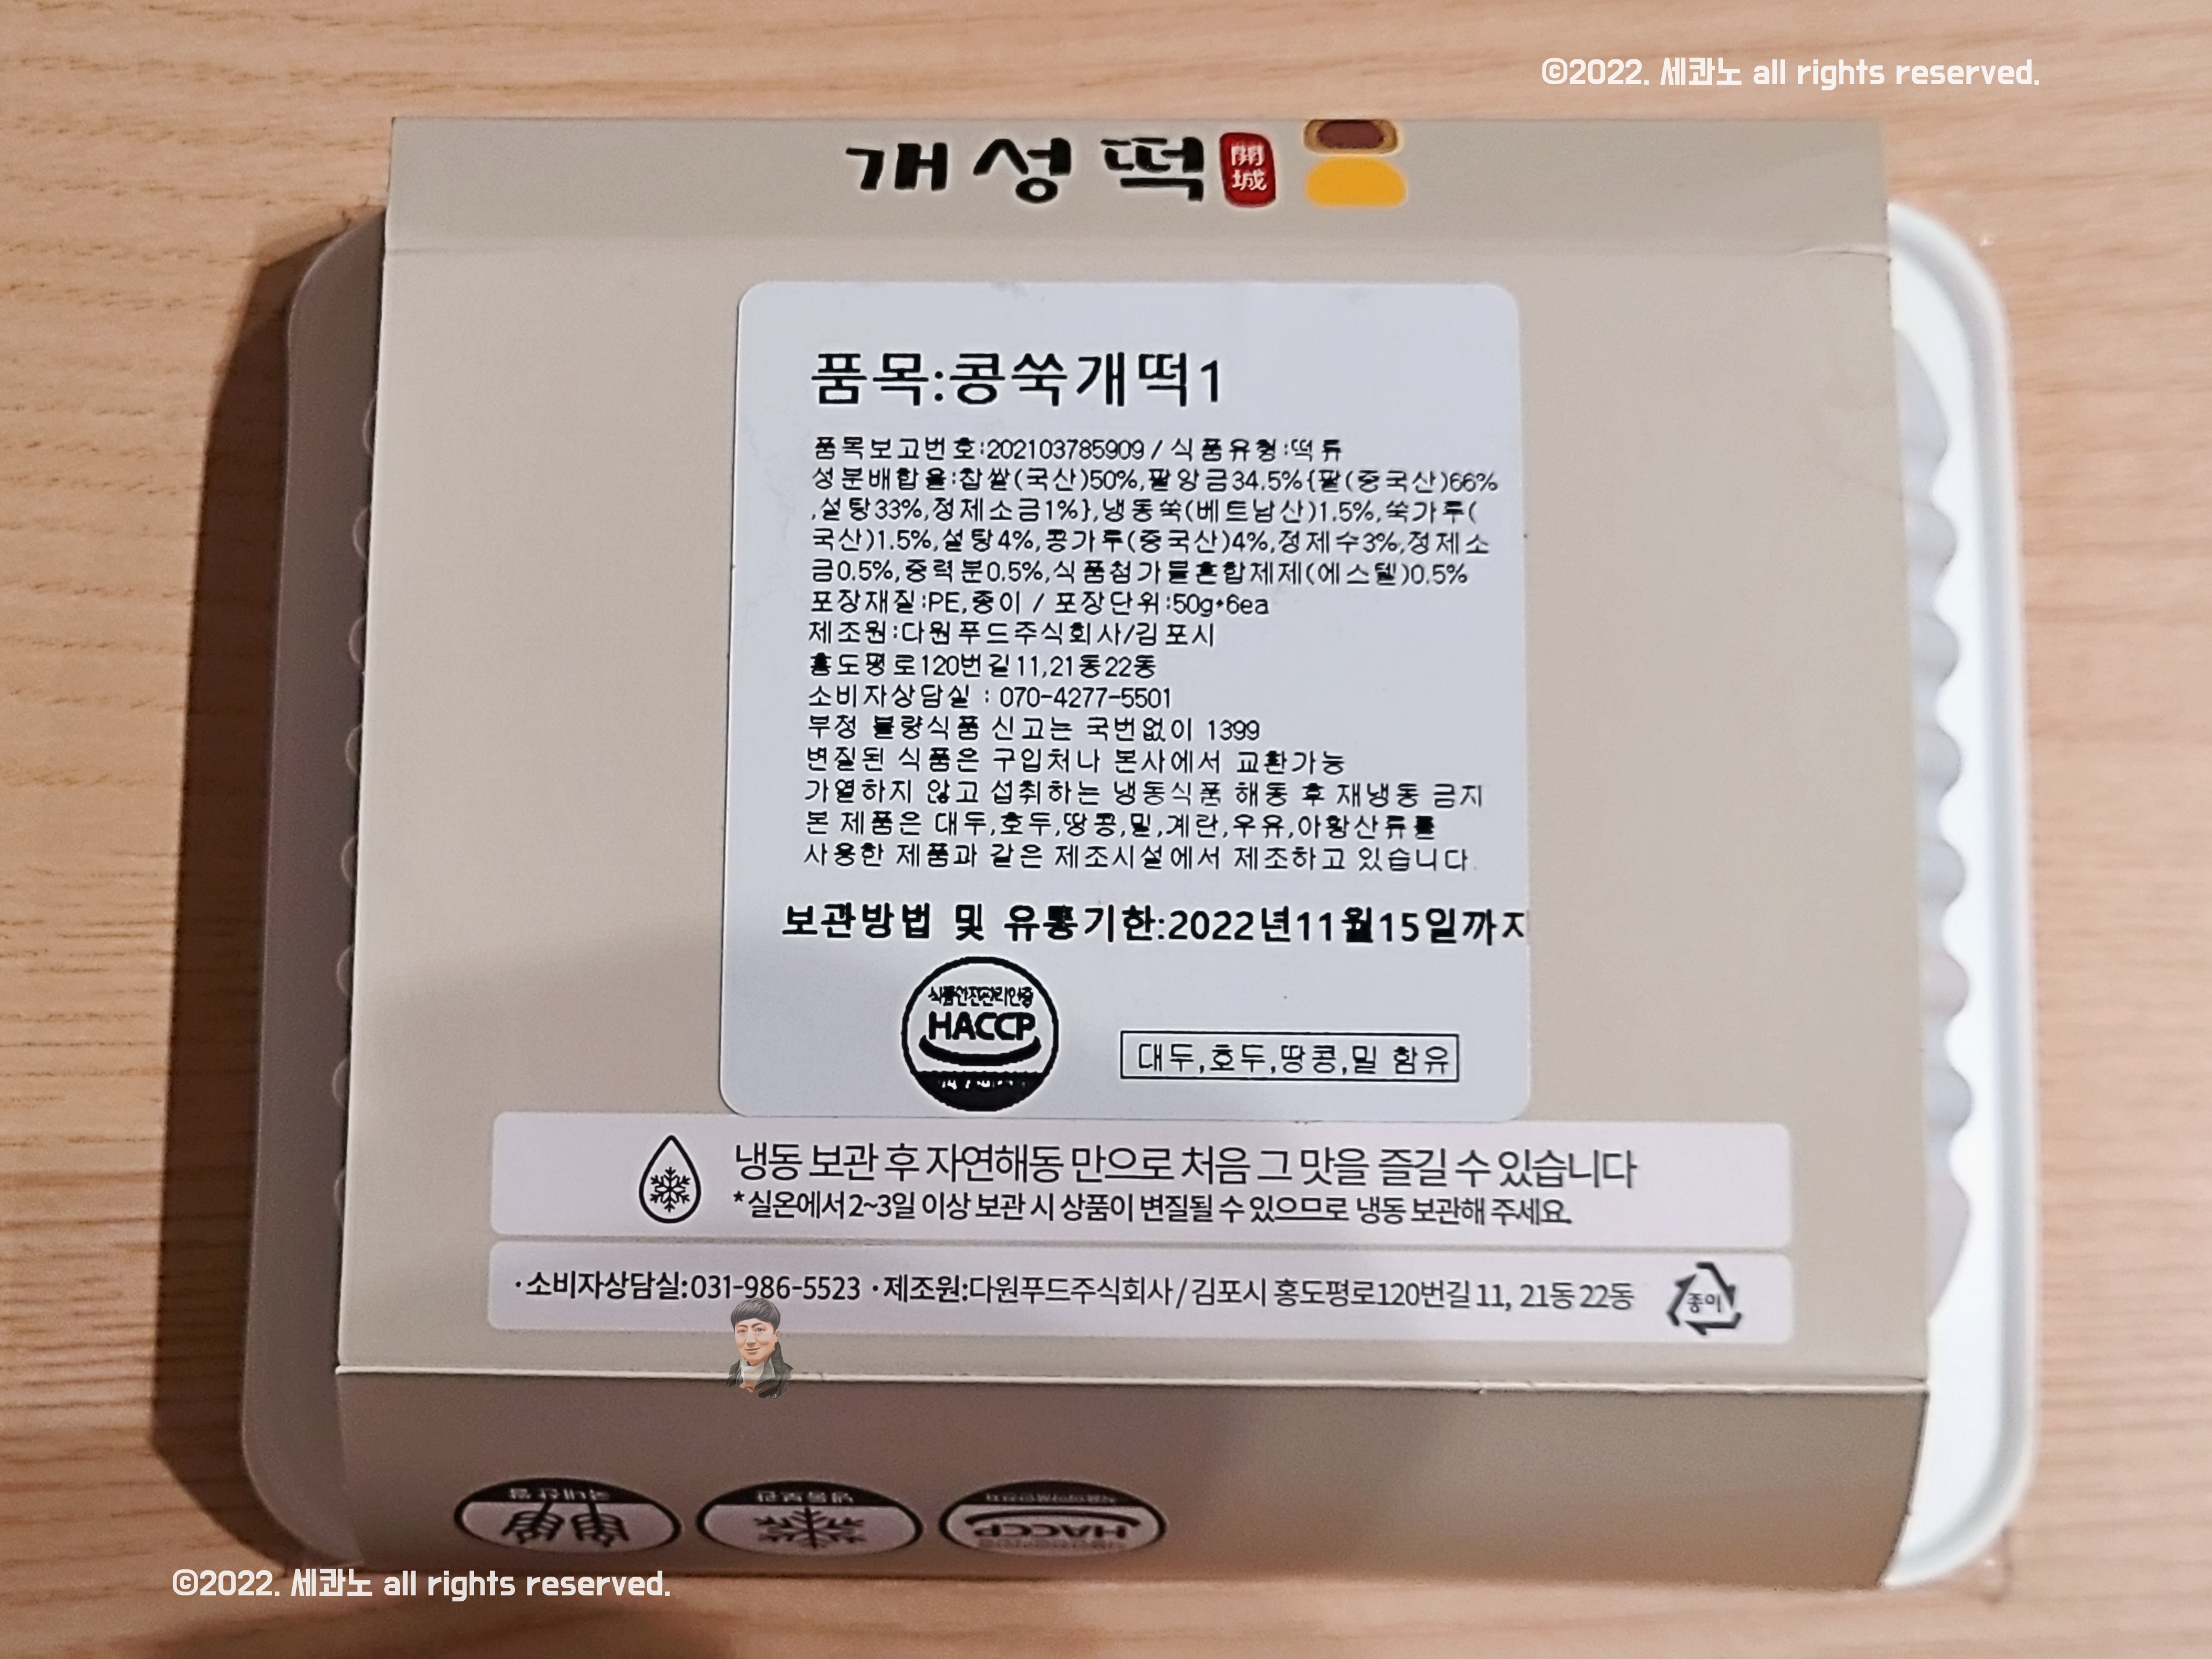 ©2022. 세콴노 all rights reserved.
개성떡 開城
품목:콩쑥개떡1
품목보고번호:202103785909 / 식품유형:떡류
성분배합율:찹쌀(국산)50%,팥앙금34.5%{팥(중국산)66%
,설탕33%,정제소금1%},냉동쑥(베트남산)1.5%,쑥가루(
국산)1.5%,설탕4%,콩가루(중국산)4%,정제수3%,정제소
금0.5%,중력분0.5%,식품첨가물혼합제제(에스텔)0.5%
포장재질:PE,종이 / 포장단위:50g*6ea
제조원:다원푸드주식회사/김포시
홍도평로120번길11,21동22동
소비자상담실 : 070-4277-5501
부정 불량식품 신고는 국번없이 1399
변질된 식품은 구입처나 본사에서 교환가능
가열하지 않고 섭취하는 냉동식품 해동 후 재냉동 금지
본 제품은 대두,호두,땅콩,밀,계란,우유,아황산류를
사용한 제품과 같은 제조시설에서 제조하고 있습니다.
보관방법 및 유통기한:2022년11월15일까지
식품안전관리인증
HACCP
대두,호두,땅콩,밀 함유
냉동 보관 후 자연해동 만으로 처음 그 맛을 즐길 수 있습니다
*실온에서 2~3일 이상 보관 시 상품이 변질될 수 있으므로 냉동 보관해 주세요.
·소비자상담실:031-986-5523 ·제조원:다원푸드주식회사/김포시 홍도평로120번길 11, 21동 22동
종이
국내산 쌀
냉동보관
HACCP
©2022. 세콴노 all rights reserved.